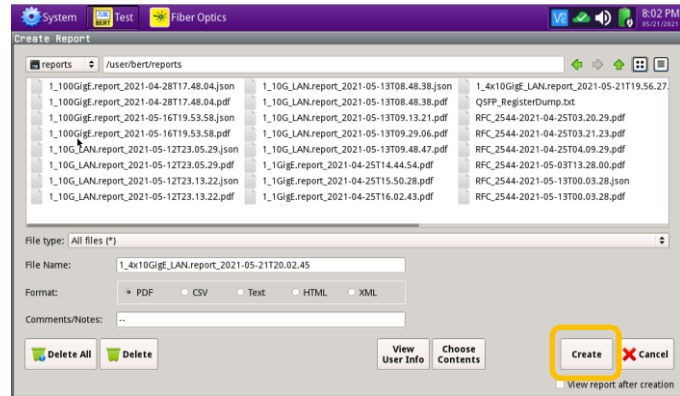 System Test Fiber Optics V2 8:02 PM
05/21/2021
Create Report
reports /user/bert/reports
1_100GigE.report_2021-04-28T17.48.04.json 1_10G_LAN.report_2021-05-13T08.48.38.json 1_4x10GigE_LAN.report_2021-05-21T19.56.27.
1_100GigE.report_2021-04-28T17.48.04.pdf 1_10G_LAN.report_2021-05-13T08.48.38.pdf QSFP_RegisterDump.txt
1_100GigE.report_2021-05-16T19.53.58.json 1_10G_LAN.report_2021-05-13T09.13.21.pdf RFC_2544-2021-04-25T03.20.29.pdf
1_100GigE.report_2021-05-16T19.53.58.pdf 1_10G_LAN.report_2021-05-13T09.29.06.pdf RFC_2544-2021-04-25T03.21.23.pdf
1_10G_LAN.report_2021-05-12T23.05.29.json 1_10G_LAN.report_2021-05-13T09.48.47.pdf RFC_2544-2021-04-25T04.09.29.pdf
1_10G_LAN.report_2021-05-12T23.05.29.pdf 1_1GigE.report_2021-04-25T14.44.54.pdf RFC_2544-2021-05-03T13.28.00.pdf
1_10G_LAN.report_2021-05-12T23.13.22.json 1_1GigE.report_2021-04-25T15.50.28.pdf RFC_2544-2021-05-13T00.03.28.json
1_10G_LAN.report_2021-05-12T23.13.22.pdf 1_1GigE.report_2021-04-25T16.02.43.pdf RFC_2544-2021-05-13T00.03.28.pdf
File type: All files (*)
File Name: 1_4x10GigE_LAN.report_2021-05-21T20.02.45
Format: PDF CSV Text HTML XML
Comments/Notes: --
Delete All Delete View User Info Choose Contents Create Cancel
View report after creation